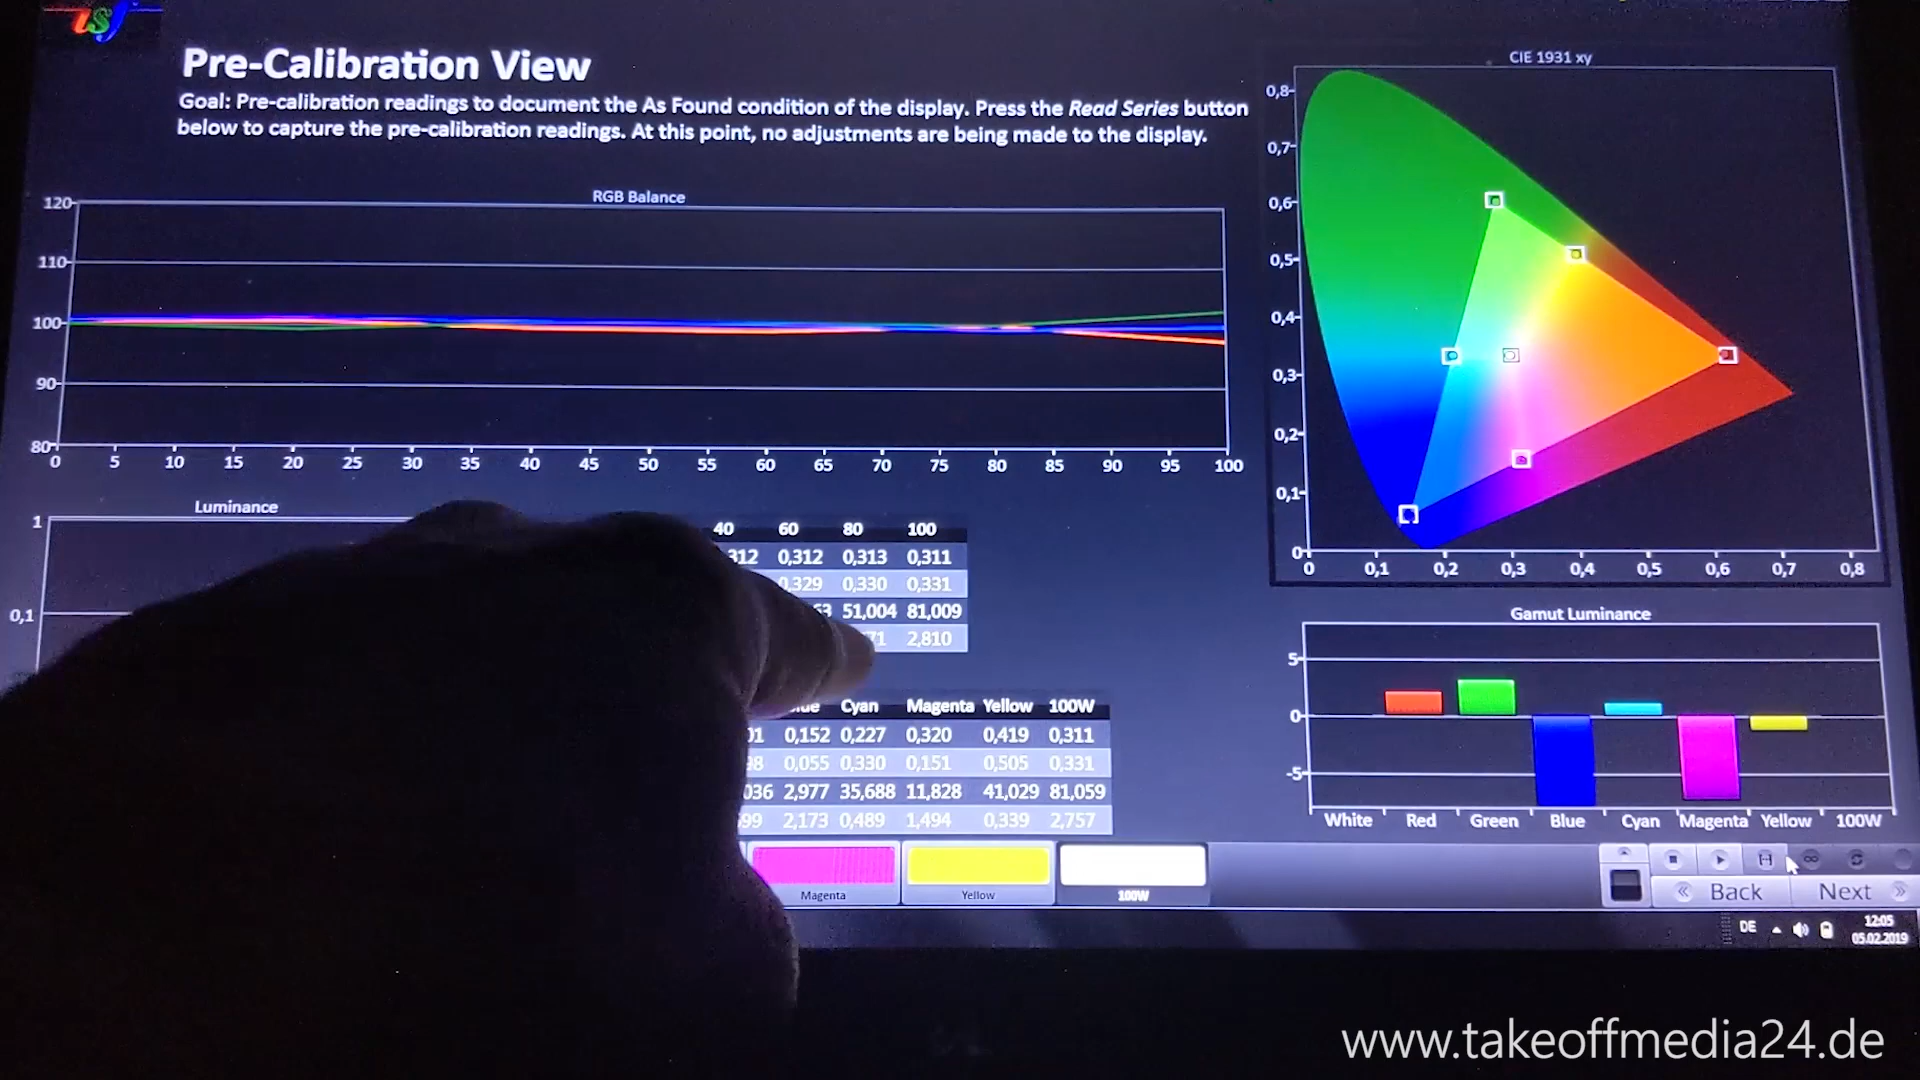 isf
Pre-Calibration View
Goal: Pre-calibration readings to document the As Found condition of the display. Press the Read Series button
below to capture the pre-calibration readings. At this point, no adjustments are being made to the display.
RGB Balance
120
110
100
90
80
0 5 10 15 20 25 30 35 40 45 50 55 60 65 70 75 80 85 90 95 100
CIE 1931 xy
0,8
0,7
0,6
0,5
0,4
0,3
0,2
0,1
0
0 0,1 0,2 0,3 0,4 0,5 0,6 0,7 0,8
Luminance
1
0,1
40 60 80 100
312 0,312 0,313 0,311
0,329 0,330 0,331
63 51,004 81,009
71 2,810
Cyan Magenta Yellow 100W
01 0,152 0,227 0,320 0,419 0,311
98 0,055 0,330 0,151 0,505 0,331
036 2,977 35,688 11,828 41,029 81,059
99 2,173 0,489 1,494 0,339 2,757
Gamut Luminance
5
0
-5
White Red Green Blue Cyan Magenta Yellow 100W
Magenta Yellow 100W
Back Next
DE 12:05
05.02.2019
www.takeoffmedia24.de